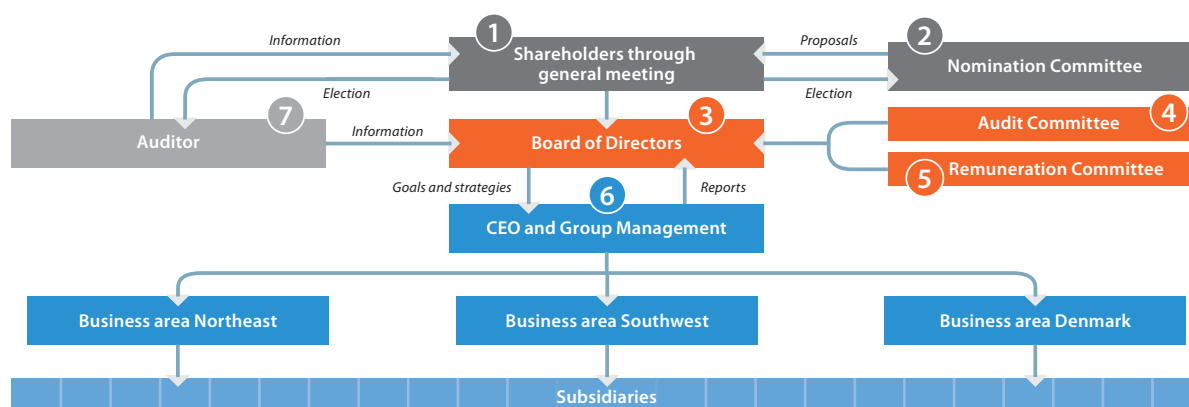 1
2
Information
Shareholders through
general meeting
Proposals
Nomination Committee
Election
Election
7
3
4
Auditor
Information
Board of Directors
Audit Committee
5
Remuneration Committee
Goals and strategies
6
Reports
CEO and Group Management
Business area Northeast
Business area Southwest
Business area Denmark
Subsidiaries